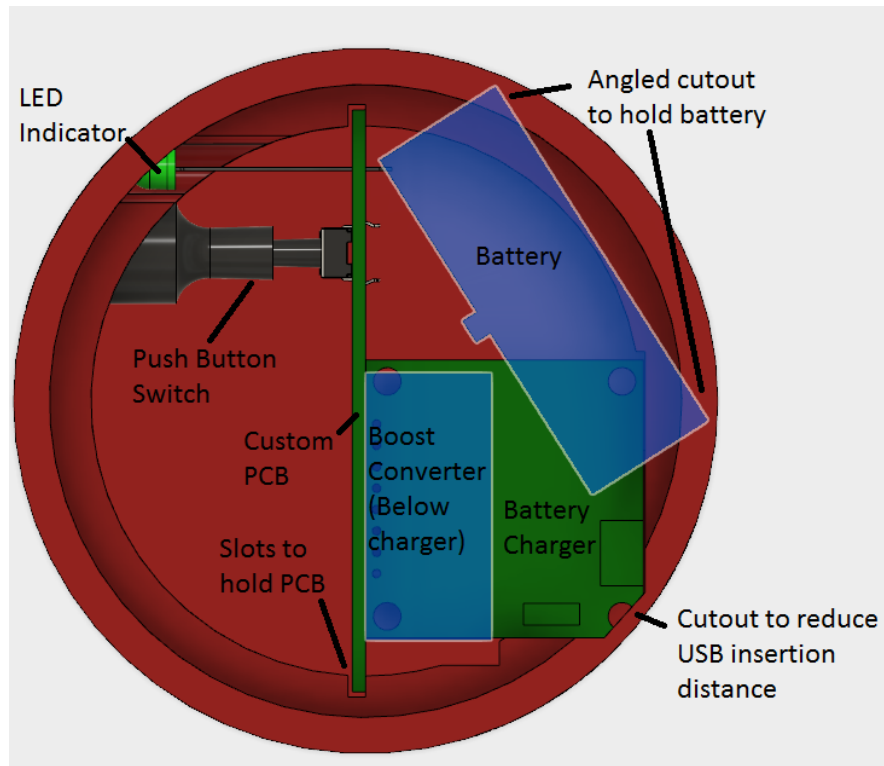 LED
Indicator
Angled cutout
to hold battery
Battery
Push Button
Switch
Custom
PCB
Boost
Converter
(Below
charger)
Battery
Charger
Slots to
hold PCB
Cutout to reduce
USB insertion
distance